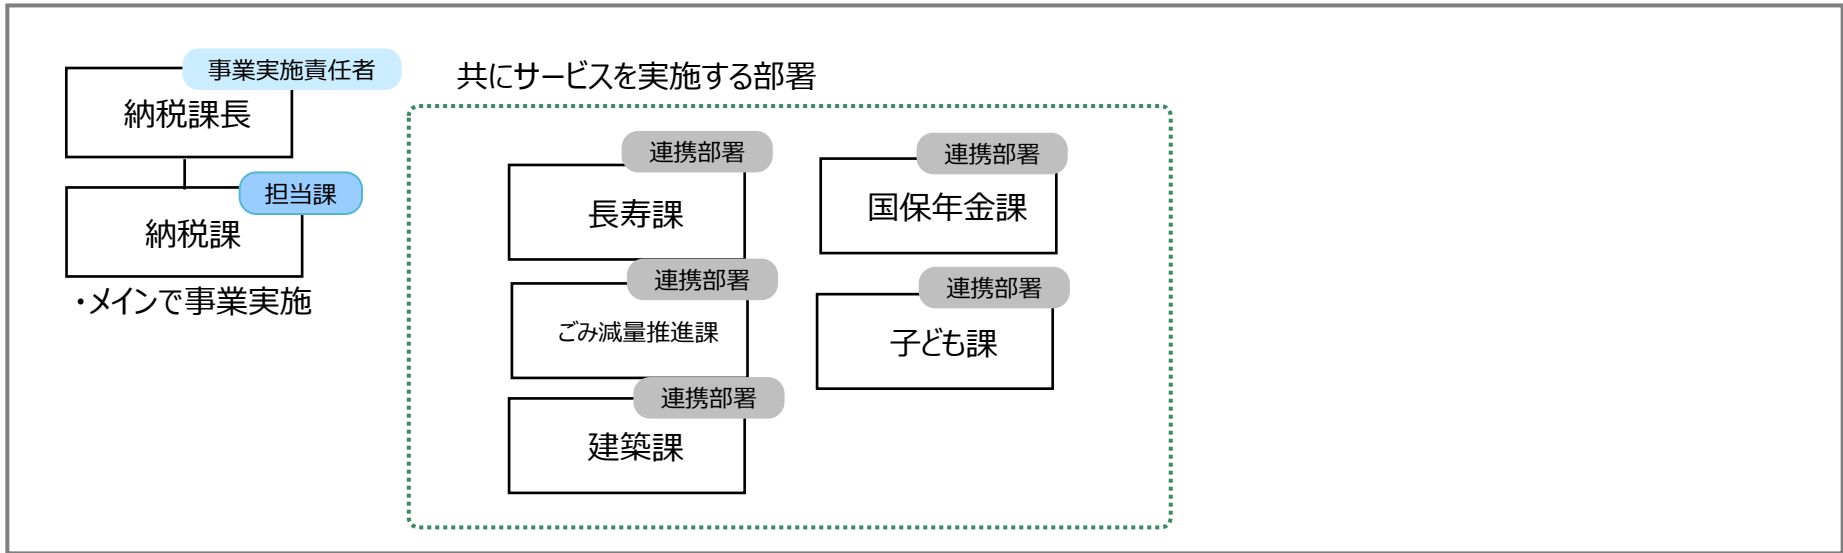 事業実施責任者
納税課長
担当課
納税課
・メインで事業実施
共にサービスを実施する部署
連携部署
長寿課
連携部署
国保年金課
連携部署
ごみ減量推進課
連携部署
子ども課
連携部署
建築課